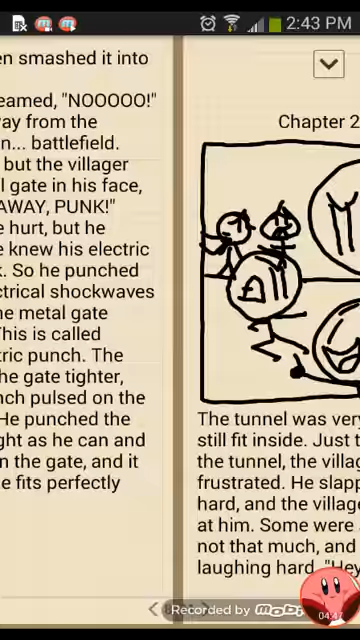 2:43 PM
en smashed it into
eamed, "NOOOOO!"
way from the
n... battlefield.
but the villager
l gate in his face,
AWAY, PUNK!"
e hurt, but he
e knew his electric
k. So he punched
ctrical shockwaves
he metal gate
This is called
tric punch. The
he gate tighter,
nch pulsed on the
He punched the
ght as he can and
n the gate, and it
e fits perfectly
Chapter 2
The tunnel was very
still fit inside. Just t
the tunnel, the villag
frustrated. He slapp
hard, and the village
at him. Some were
not that much, and
laughing hard. "Hey
Recorded by mobi
04:47